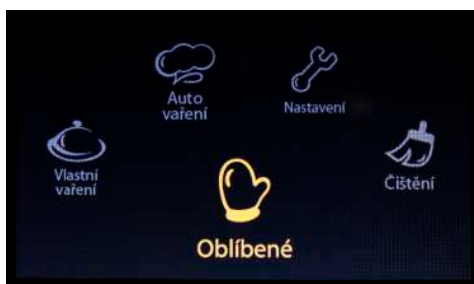 Auto
vaření
Nastavení
Vlastní
vaření
Čištění
Oblíbené